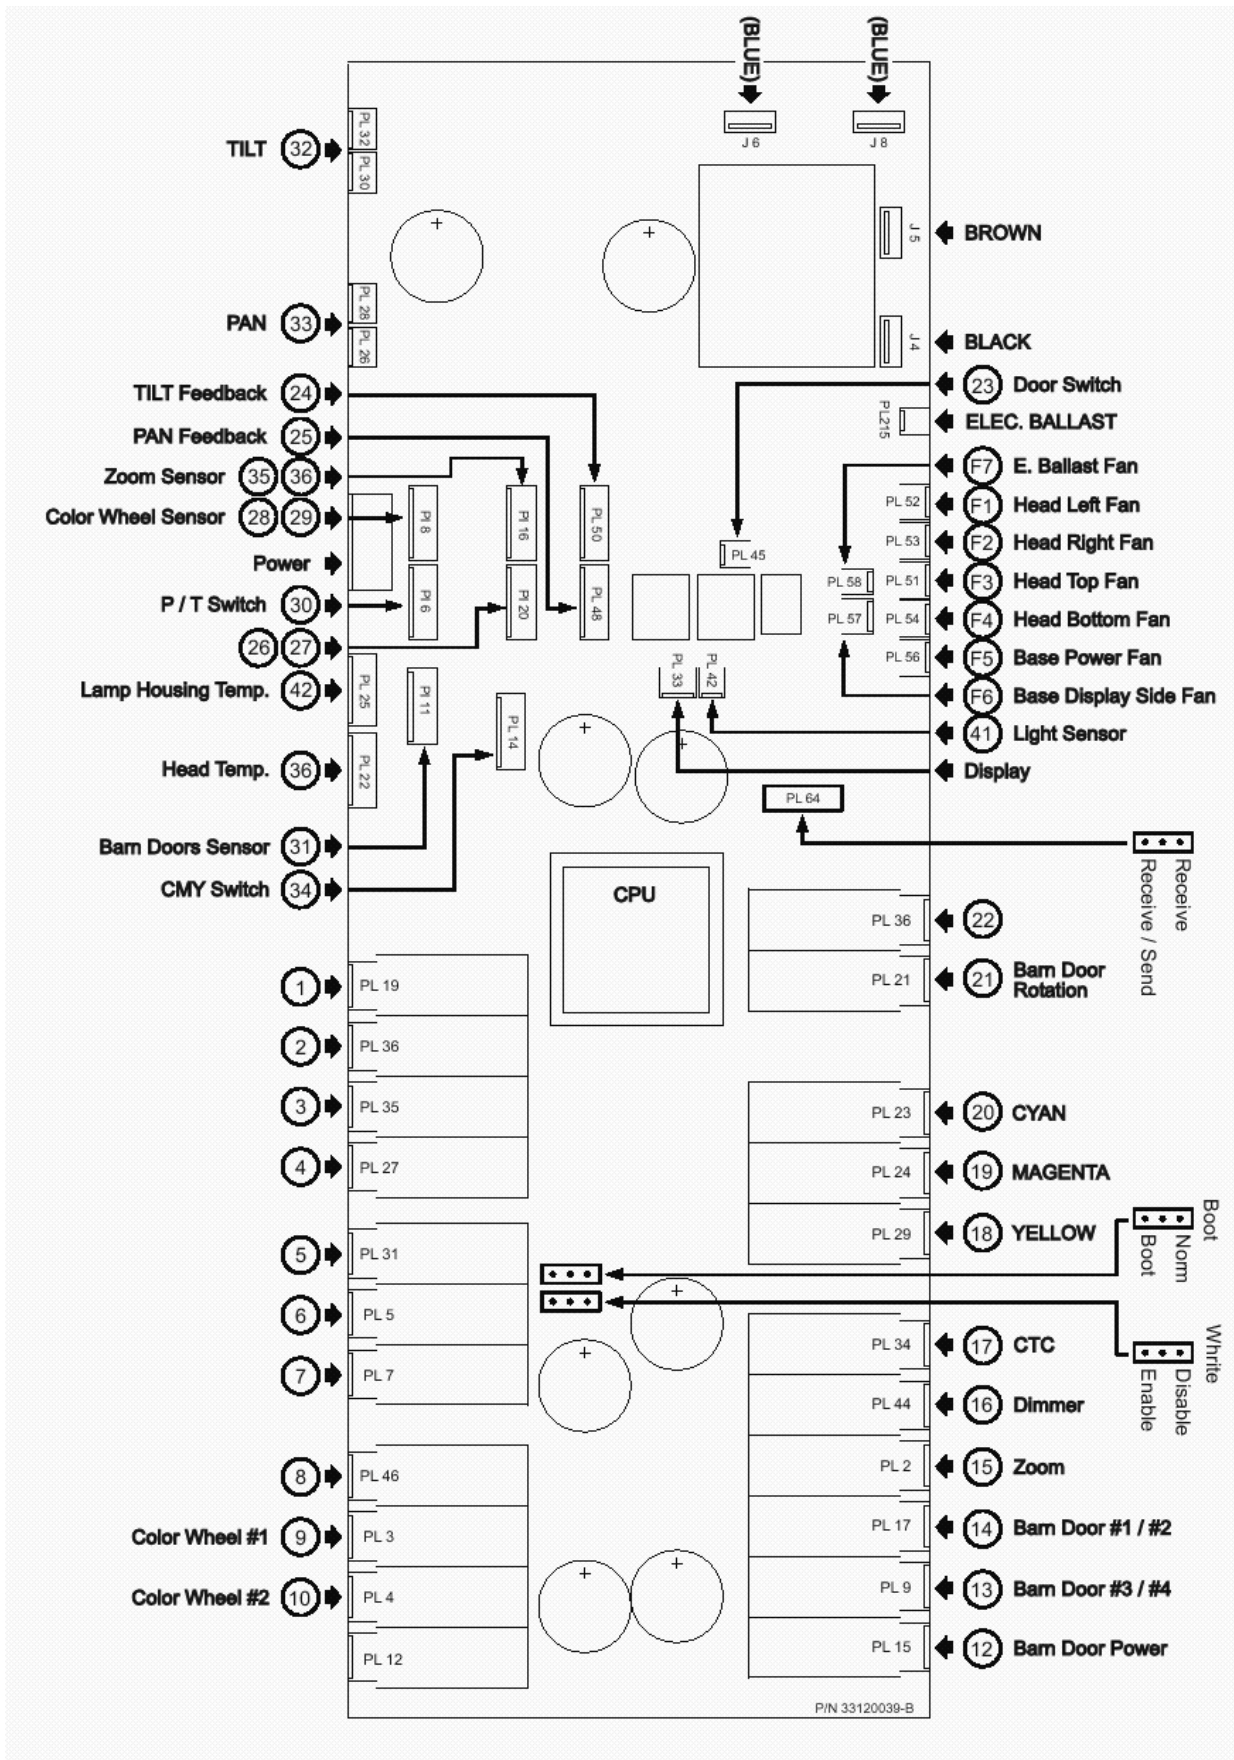 (BLUE)
(BLUE)
J 6
J 8
TILT
32
PL 32
PL 30
+
+
J 5
BROWN
PAN
33
PL 28
PL 26
J 4
BLACK
TILT Feedback
24
23
Door Switch
PAN Feedback
25
PL215
ELEC. BALLAST
Zoom Sensor
35
36
F7
E. Ballast Fan
Color Wheel Sensor
28
29
PI 8
PI 16
PL 50
PL 52
F1
Head Left Fan
Power
PL 45
PL 53
F2
Head Right Fan
P / T Switch
30
PI 6
PI 20
PL 48
PL 58
PL 51
F3
Head Top Fan
PL 57
PL 54
F4
Head Bottom Fan
26
27
PL 56
F5
Base Power Fan
Lamp Housing Temp.
42
PL 25
PI 11
PL 33
PL 42
F6
Base Display Side Fan
PL 14
+
+
41
Light Sensor
Head Temp.
36
PL 22
Display
PL 64
Barn Doors Sensor
31
Receive
Receive / Send
CMY Switch
34
CPU
PL 36
22
1
PL 19
PL 21
21
Barn Door
Rotation
2
PL 36
3
PL 35
PL 23
20
CYAN
4
PL 27
PL 24
19
MAGENTA
5
PL 31
PL 29
18
YELLOW
Boot
Norm
Boot
6
PL 5
+
PL 34
17
CTC
Whrite
Disable
Enable
7
PL 7
+
PL 44
16
Dimmer
8
PL 46
PL 2
15
Zoom
Color Wheel #1
9
PL 3
PL 17
14
Barn Door #1 / #2
Color Wheel #2
10
PL 4
+
+
PL 9
13
Barn Door #3 / #4
PL 12
PL 15
12
Barn Door Power
P/N 33120039-B